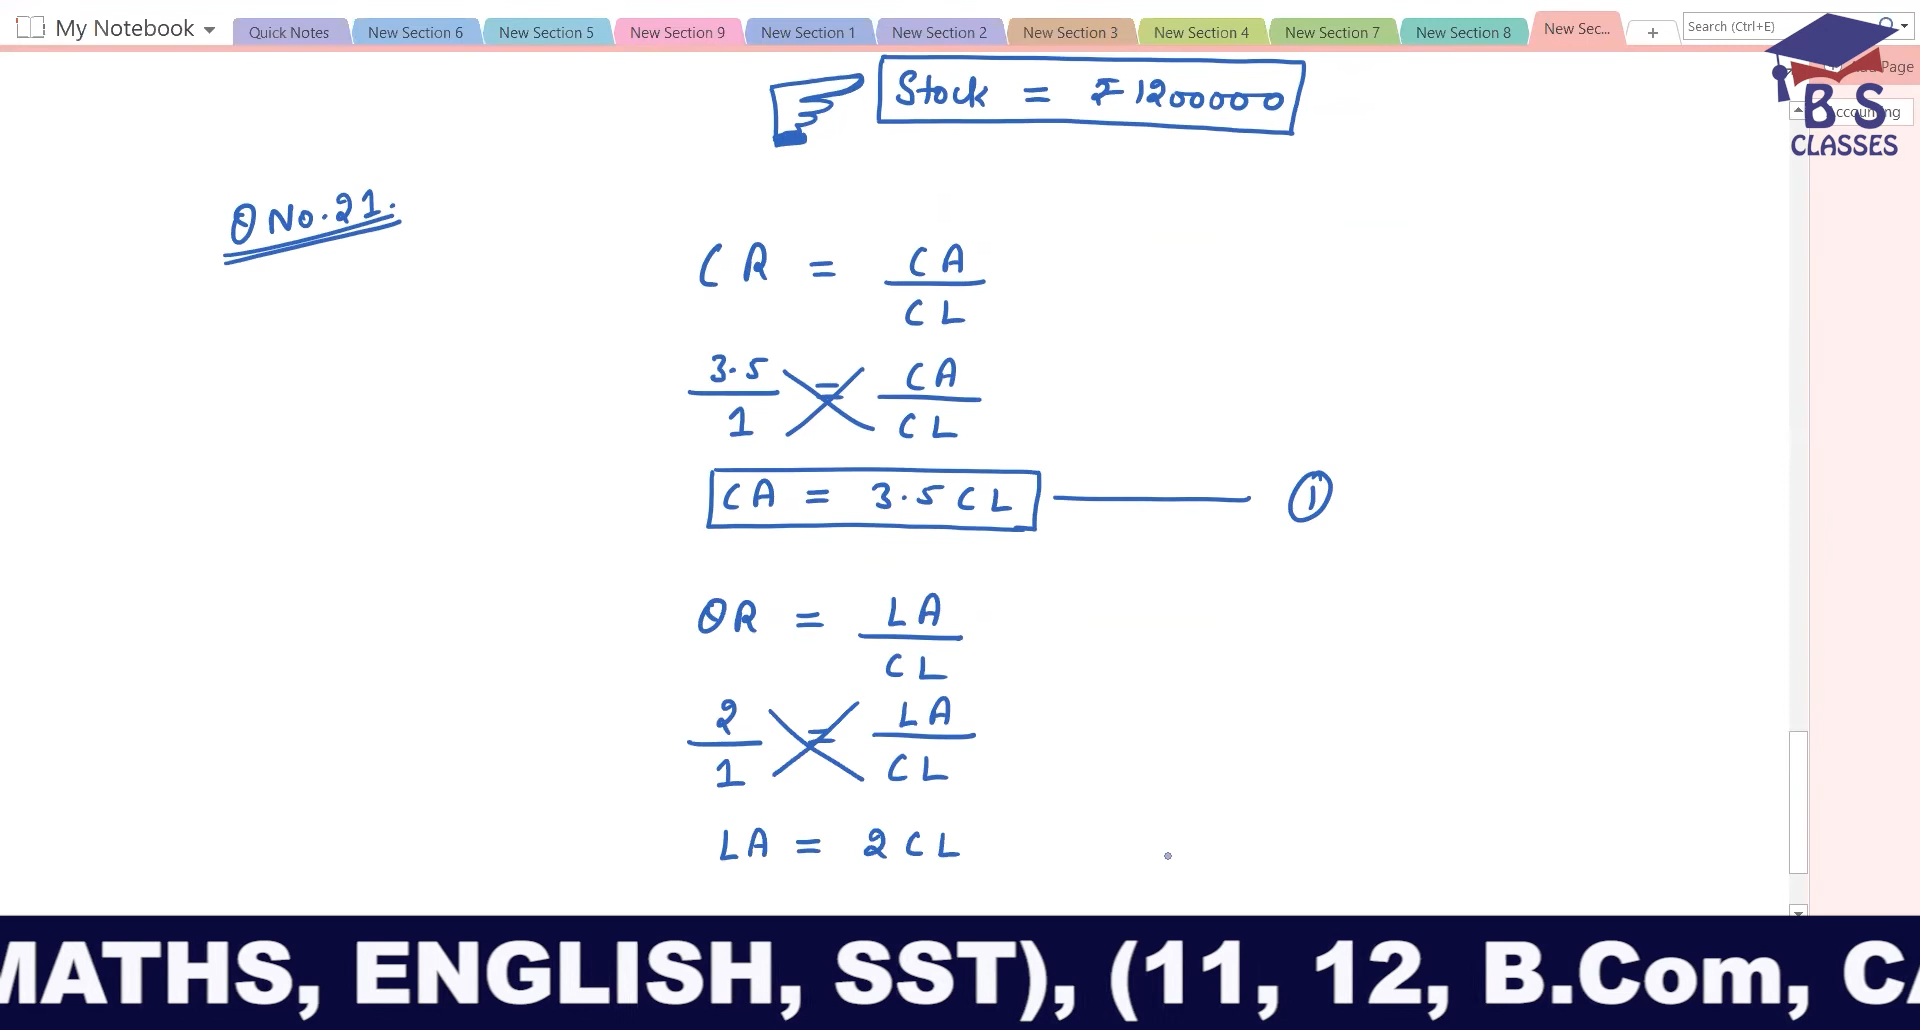 My Notebook
Quick Notes
New Section 6
New Section 5
New Section 9
New Section 1
New Section 2
New Section 3
New Section 4
New Section 7
New Section 8
New Sec...
+
Search (Ctrl+E)
Page
B S
CLASSES
Stock = ₹1200000
Q No. 21.
CR = CA
CL
3.5 = CA
1 CL
CA = 3.5 CL ——— 1
QR = LA
CL
2 = LA
1 CL
LA = 2 CL
MATHS, ENGLISH, SST), (11, 12, B.Com, CA